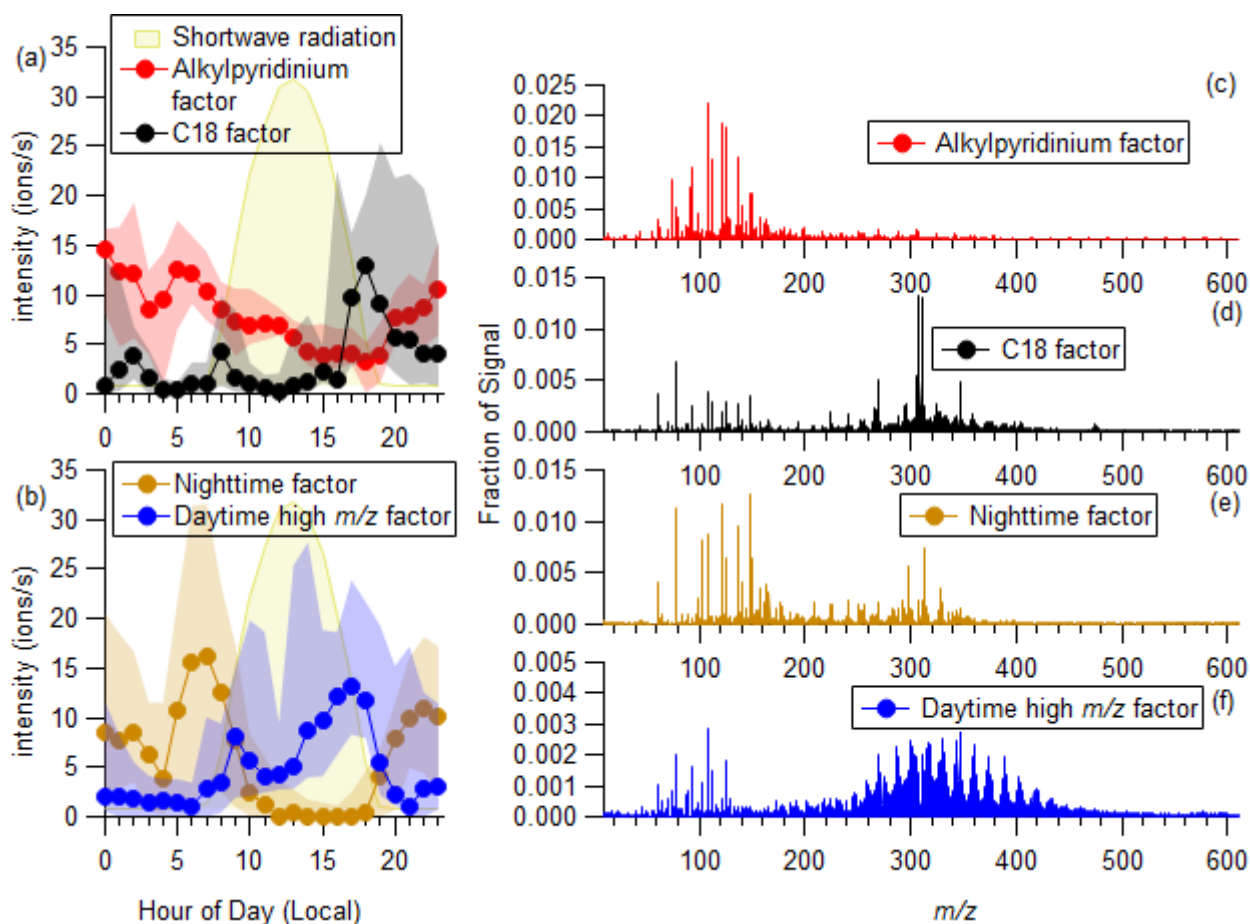 (a)
Shortwave radiation
Alkylpyridinium
factor
C18 factor
35
30
25
20
15
10
5
0
intensity (ions/s)
0 5 10 15 20
(b)
Nighttime factor
Daytime high m/z factor
35
30
25
20
15
10
5
0
intensity (ions/s)
0 5 10 15 20
Hour of Day (Local)
(c)
Alkylpyridinium factor
0.025
0.020
0.015
0.010
0.005
0.000
100 200 300 400 500 600
(d)
C18 factor
0.015
0.010
0.005
0.000
100 200 300 400 500 600
Fraction of Signal
(e)
Nighttime factor
0.015
0.010
0.005
0.000
100 200 300 400 500 600
(f)
Daytime high m/z factor
0.005
0.004
0.003
0.002
0.001
0.000
100 200 300 400 500 600
m/z